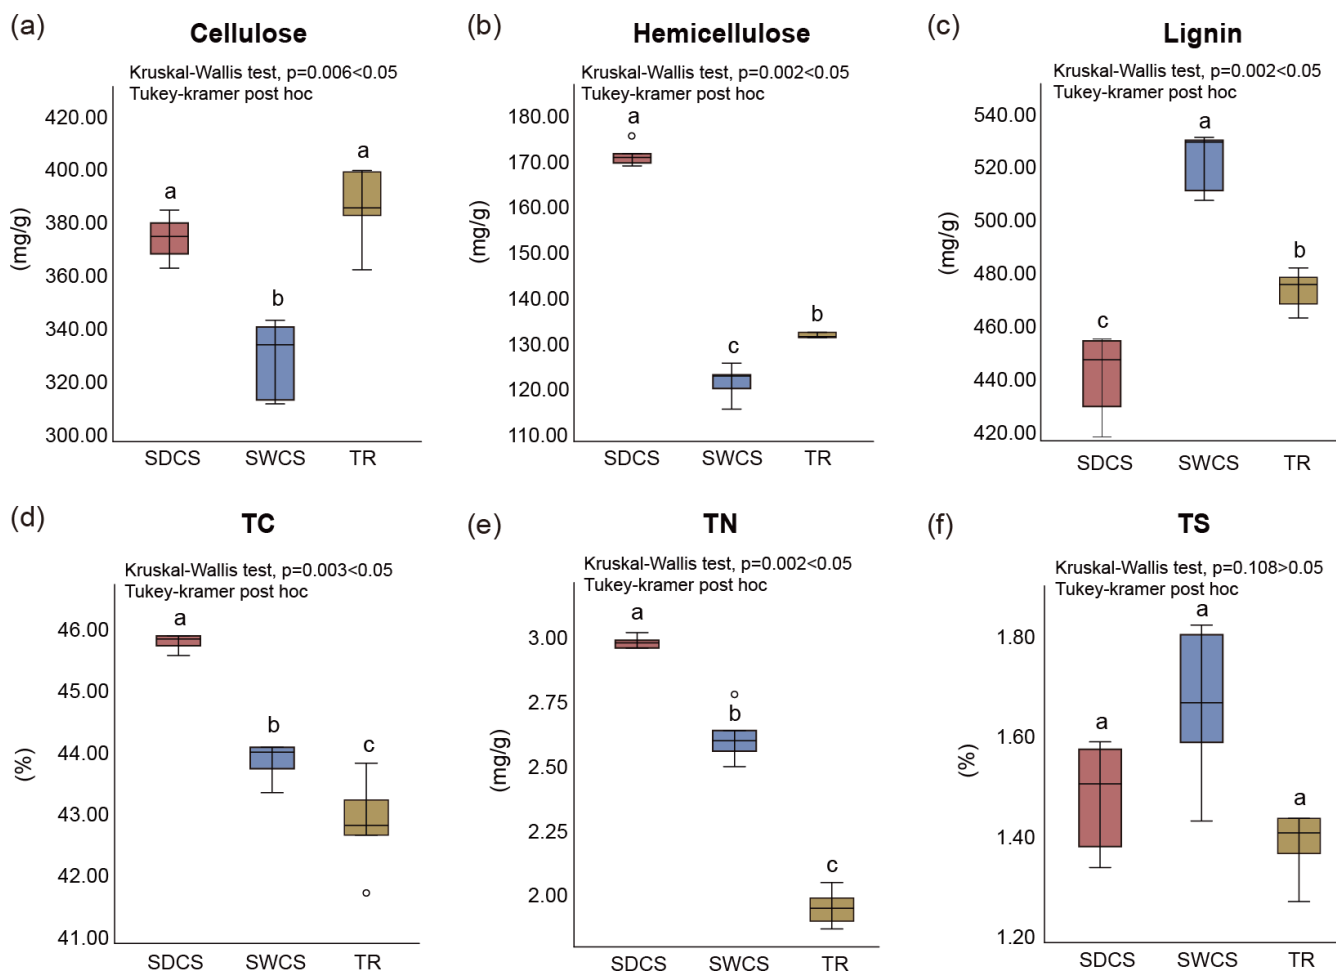 (a)
Cellulose
Kruskal-Wallis test, p=0.006<0.05
Tukey-kramer post hoc
(mg/g)
420.00
400.00
380.00
360.00
340.00
320.00
300.00
a
b
a
SDCS
SWCS
TR
(b)
Hemicellulose
Kruskal-Wallis test, p=0.002<0.05
Tukey-kramer post hoc
(mg/g)
180.00
170.00
160.00
150.00
140.00
130.00
120.00
110.00
a
c
b
SDCS
SWCS
TR
(c)
Lignin
Kruskal-Wallis test, p=0.002<0.05
Tukey-kramer post hoc
(mg/g)
540.00
520.00
500.00
480.00
460.00
440.00
420.00
c
a
b
SDCS
SWCS
TR
(d)
TC
Kruskal-Wallis test, p=0.003<0.05
Tukey-kramer post hoc
(%)
46.00
45.00
44.00
43.00
42.00
41.00
a
b
c
SDCS
SWCS
TR
(e)
TN
Kruskal-Wallis test, p=0.002<0.05
Tukey-kramer post hoc
(mg/g)
3.00
2.75
2.50
2.25
2.00
a
b
c
SDCS
SWCS
TR
(f)
TS
Kruskal-Wallis test, p=0.108>0.05
Tukey-kramer post hoc
(%)
1.80
1.60
1.40
1.20
a
a
a
SDCS
SWCS
TR